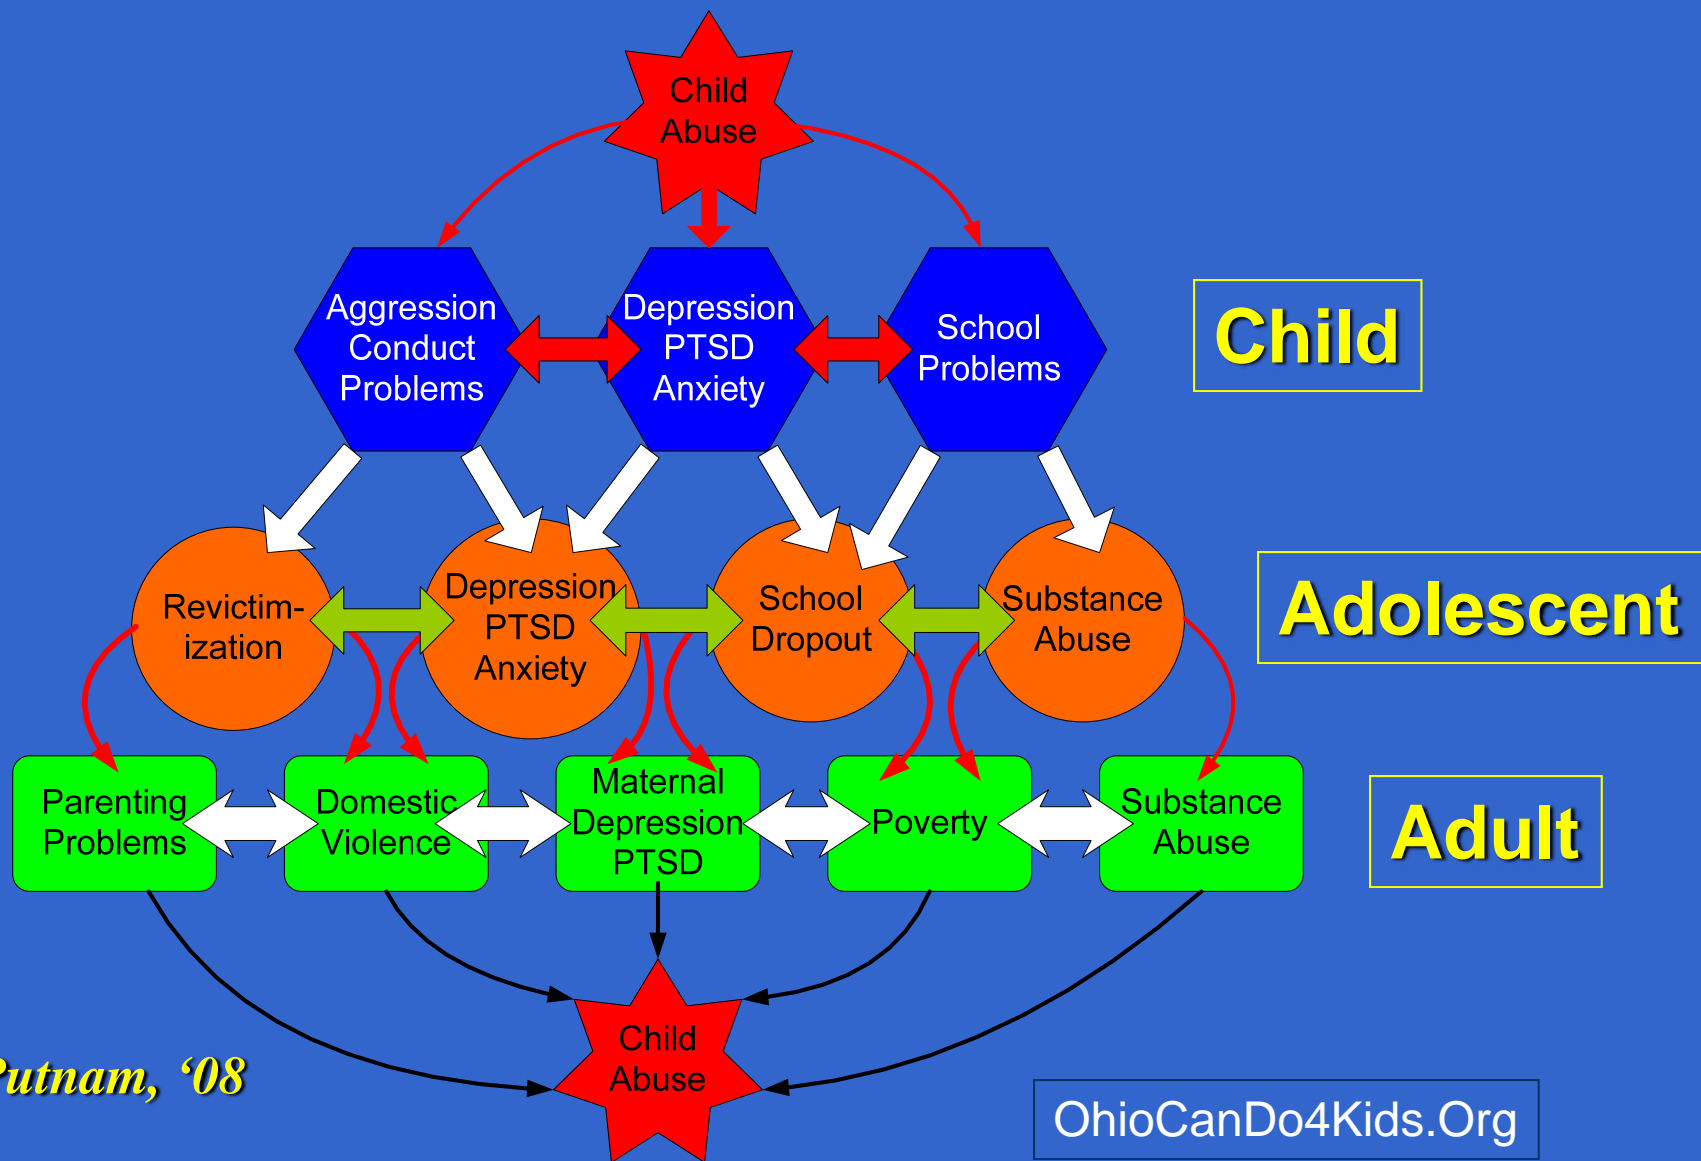 Child
Abuse
Aggression
Conduct
Problems
Depression
PTSD
Anxiety
School
Problems
Child
Revictim-
ization
Depression
PTSD
Anxiety
School
Dropout
Substance
Abuse
Adolescent
Parenting
Problems
Domestic
Violence
Maternal
Depression
PTSD
Poverty
Substance
Abuse
Adult
Child
Abuse
Putnam, ‘08
OhioCanDo4Kids.Org